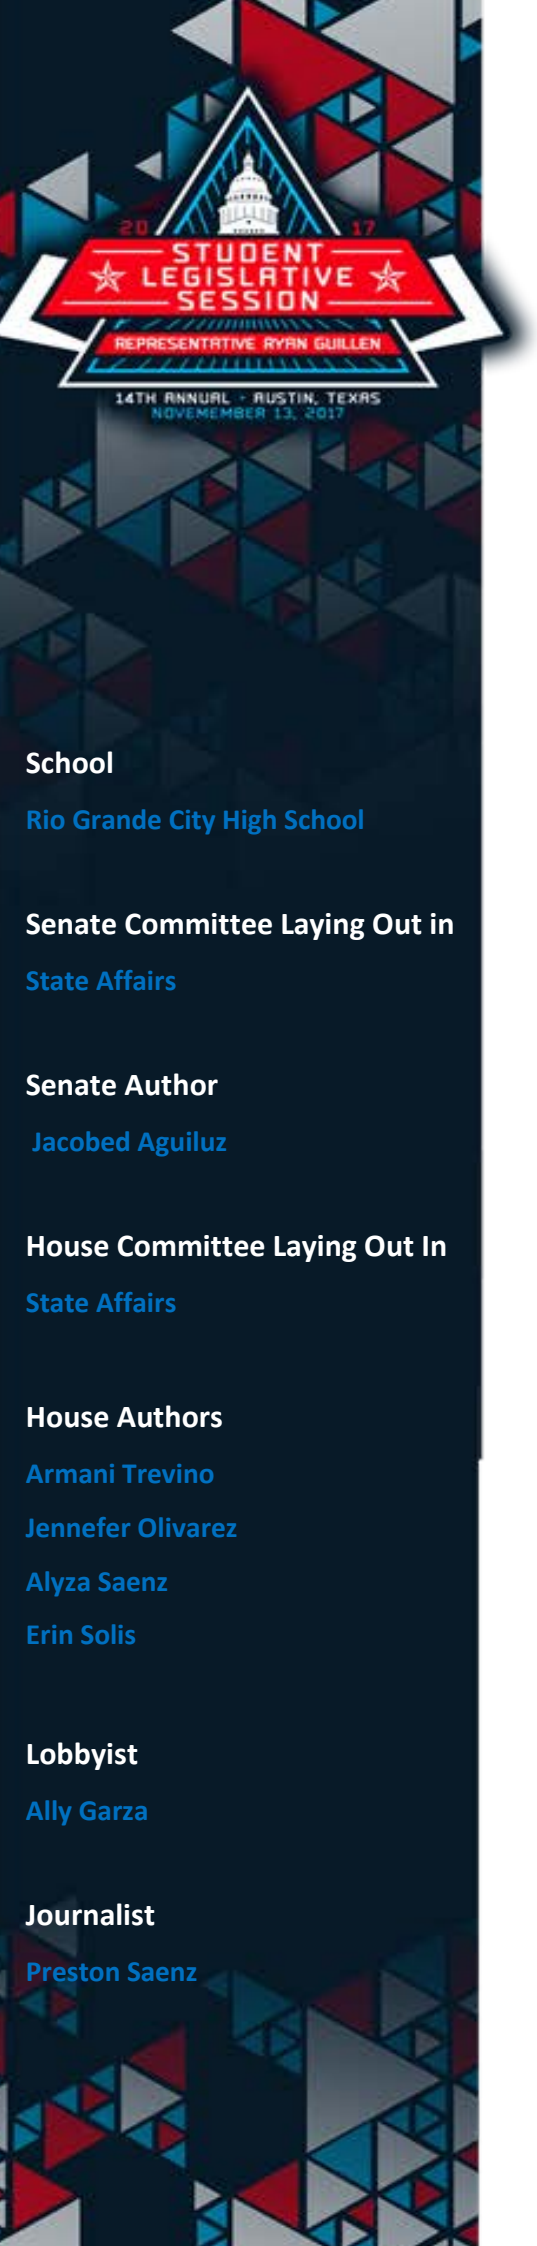 20 17
STUDENT
LEGISLATIVE
SESSION
REPRESENTATIVE RYAN GUILLEN
14TH ANNUAL - AUSTIN, TEXAS
NOVEMEMBER 13, 2017
School
Rio Grande City High School
Senate Committee Laying Out in
State Affairs
Senate Author
Jacobed Aguiluz
House Committee Laying Out In
State Affairs
House Authors
Armani Trevino
Jennefer Olivarez
Alyza Saenz
Erin Solis
Lobbyist
Ally Garza
Journalist
Preston Saenz